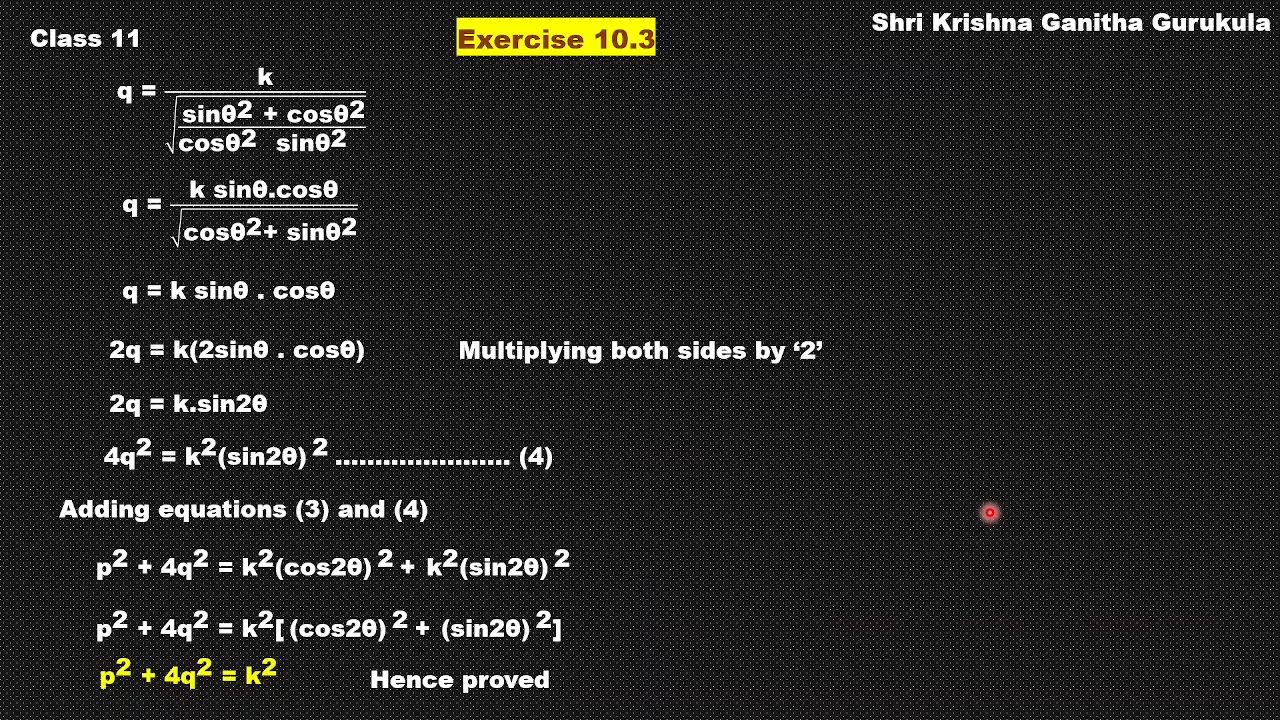 Class 11
Exercise 10.3
Shri Krishna Ganitha Gurukula
q = k
√ sinθ² + cosθ²
cosθ² sinθ²
q = k sinθ.cosθ
√ cosθ²+ sinθ²
q = k sinθ . cosθ
2q = k(2sinθ . cosθ) Multiplying both sides by ‘2’
2q = k.sin2θ
4q² = k²(sin2θ) ² ....................... (4)
Adding equations (3) and (4)
p² + 4q² = k²(cos2θ) ² + k²(sin2θ) ²
p² + 4q² = k²[ (cos2θ) ² + (sin2θ) ²]
p² + 4q² = k² Hence proved